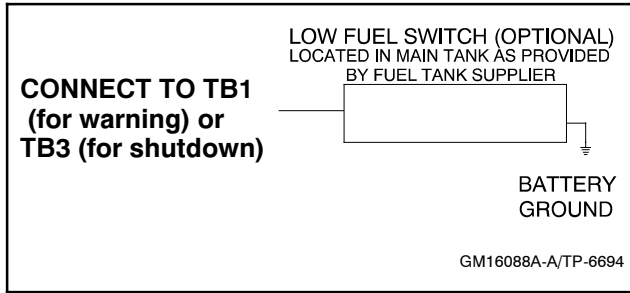 LOW FUEL SWITCH (OPTIONAL)
LOCATED IN MAIN TANK AS PROVIDED
BY FUEL TANK SUPPLIER
CONNECT TO TB1
(for warning) or
TB3 (for shutdown)
BATTERY
GROUND
GM16088A-A/TP-6694